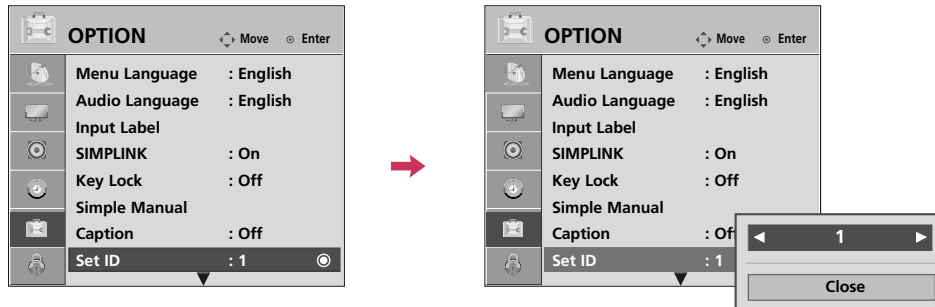 OPTION Move Enter
Menu Language : English
Audio Language : English
Input Label
SIMPLINK : On
Key Lock : Off
Simple Manual
Caption : Off
Set ID : 1
OPTION Move Enter
Menu Language : English
Audio Language : English
Input Label
SIMPLINK : On
Key Lock : Off
Simple Manual
Caption : Of
Set ID : 1
1
Close